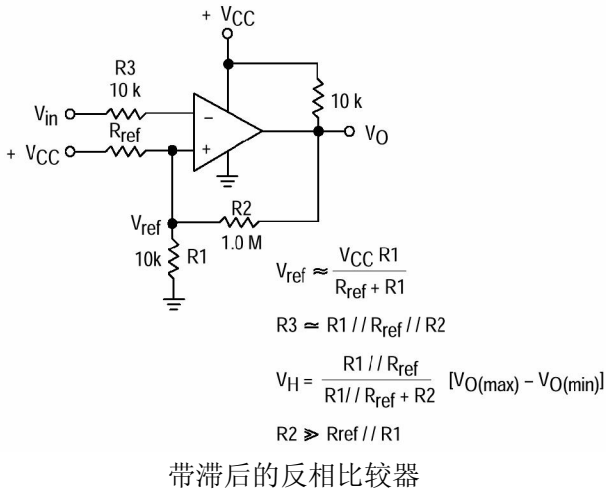 + VCC
R3
10 k
10 k
Vin
−
VO
Rref
+ VCC
+
R2
Vref
1.0 M
10k
R1
Vref ≈ VCC R1 / Rref + R1
R3 ≃ R1 / / Rref / / R2
VH = R1 / / Rref / R1/ / Rref + R2 [VO(max) – VO(min)]
R2 ≫ Rref / / R1
带滞后的反相比较器